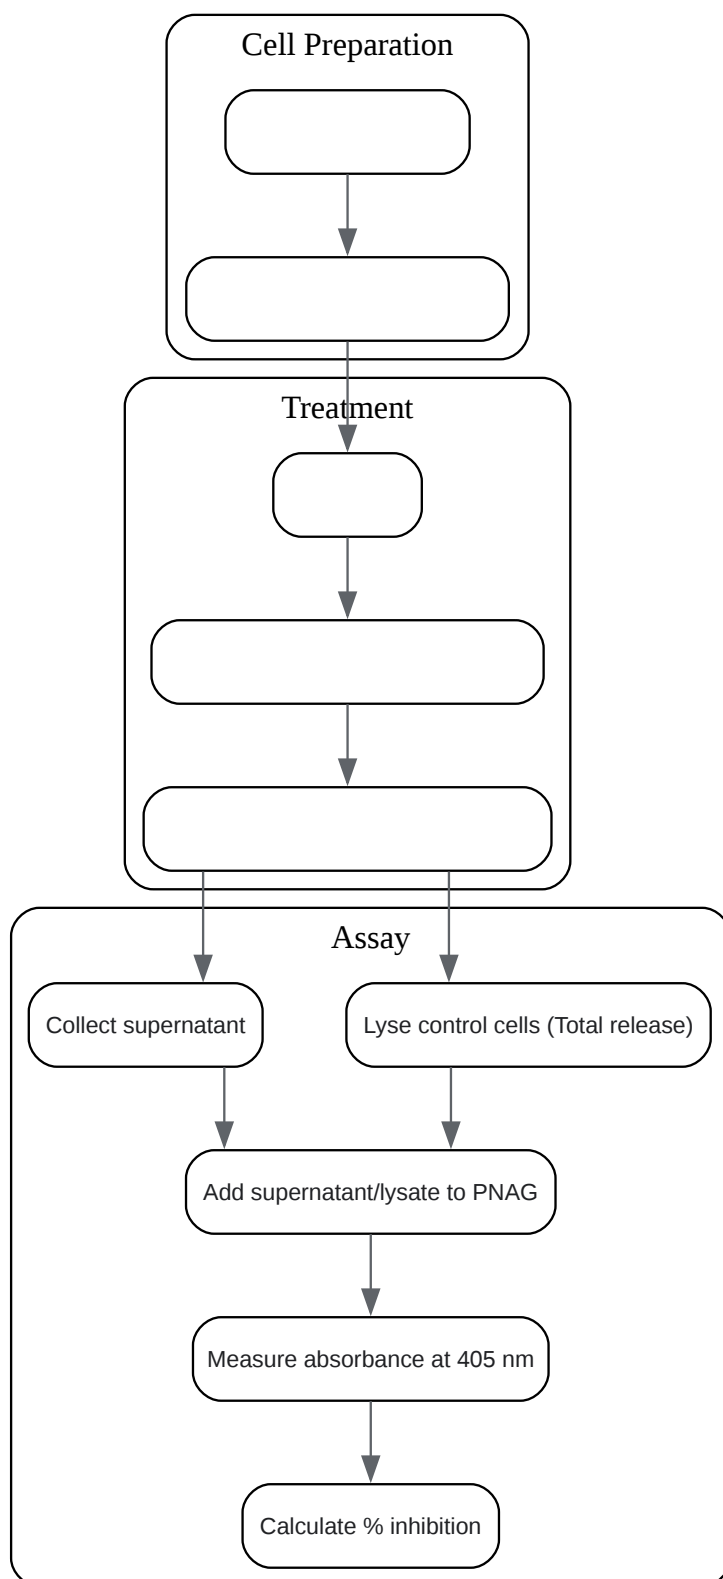 Cell Preparation
Treatment
Assay
Collect supernatant
Lyse control cells (Total release)
Add supernatant/lysate to PNAG
Measure absorbance at 405 nm
Calculate % inhibition